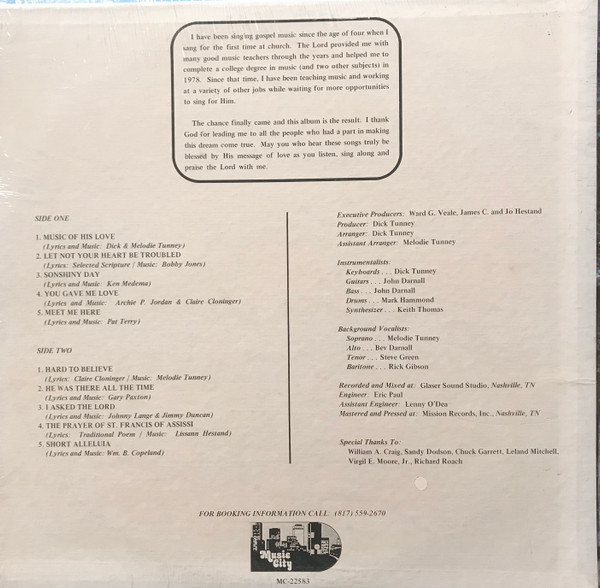 I have been singing gospel music since the age of four when I
sang for the first time at church. The Lord provided me with
many good music teachers through the years and helped me to
complete a college degree in music (and two other subjects) in
1978. Since that time, I have been teaching music and working
at a variety of other jobs while waiting for more opportunities
to sing for Him.
The chance finally came and this album is the result. I thank
God for leading me to all the people who had a part in making
this dream come true. May you who hear these songs truly be
blessed by His message of love as you listen, sing along and
praise the Lord with me.
SIDE ONE
1. MUSIC OF HIS LOVE
(Lyrics and Music: Dick & Melodie Tunney)
2. LET NOT YOUR HEART BE TROUBLED
(Lyrics: Selected Scripture / Music: Bobby Jones)
3. SONSHINY DAY
(Lyrics and Music: Ken Medema)
4. YOU GAVE ME LOVE
(Lyrics and Music: Archie P. Jordan & Claire Cloninger)
5. MEET ME HERE
(Lyrics and Music: Pat Terry)
SIDE TWO
1. HARD TO BELIEVE
(Lyrics: Claire Cloninger / Music: Melodie Tunney)
2. HE WAS THERE ALL THE TIME
(Lyrics and Music: Gary Paxton)
3. I ASKED THE LORD
(Lyrics and Music: Johnny Lange & Jimmy Duncan)
4. THE PRAYER OF ST. FRANCIS OF ASSISI
(Lyrics: Traditional Poem / Music: Lissann Hestand)
5. SHORT ALLELUIA
(Lyrics and Music: Wm. B. Copeland)
Executive Producers: Ward G. Veale, James C. and Jo Hestand
Producer: Dick Tunney
Arranger: Dick Tunney
Assistant Arranger: Melodie Tunney
Instrumentalists:
Keyboards . . . Dick Tunney
Guitars . . . John Darnall
Bass . . . John Darnall
Drums . . . Mark Hammond
Synthesizer . . . Keith Thomas
Background Vocalists:
Soprano . . . Melodie Tunney
Alto . . . Bev Darnall
Tenor . . . Steve Green
Baritone . . . Rick Gibson
Recorded and Mixed at: Glaser Sound Studio, Nashville, TN
Engineer: Eric Paul
Assistant Engineer: Lenny O'Dea
Mastered and Pressed at: Mission Records, Inc., Nashville, TN
Special Thanks To:
William A. Craig, Sandy Dodson, Chuck Garrett, Leland Mitchell,
Virgil E. Moore, Jr., Richard Roach
FOR BOOKING INFORMATION CALL: (817) 559-2670
Music
City
MC-22583